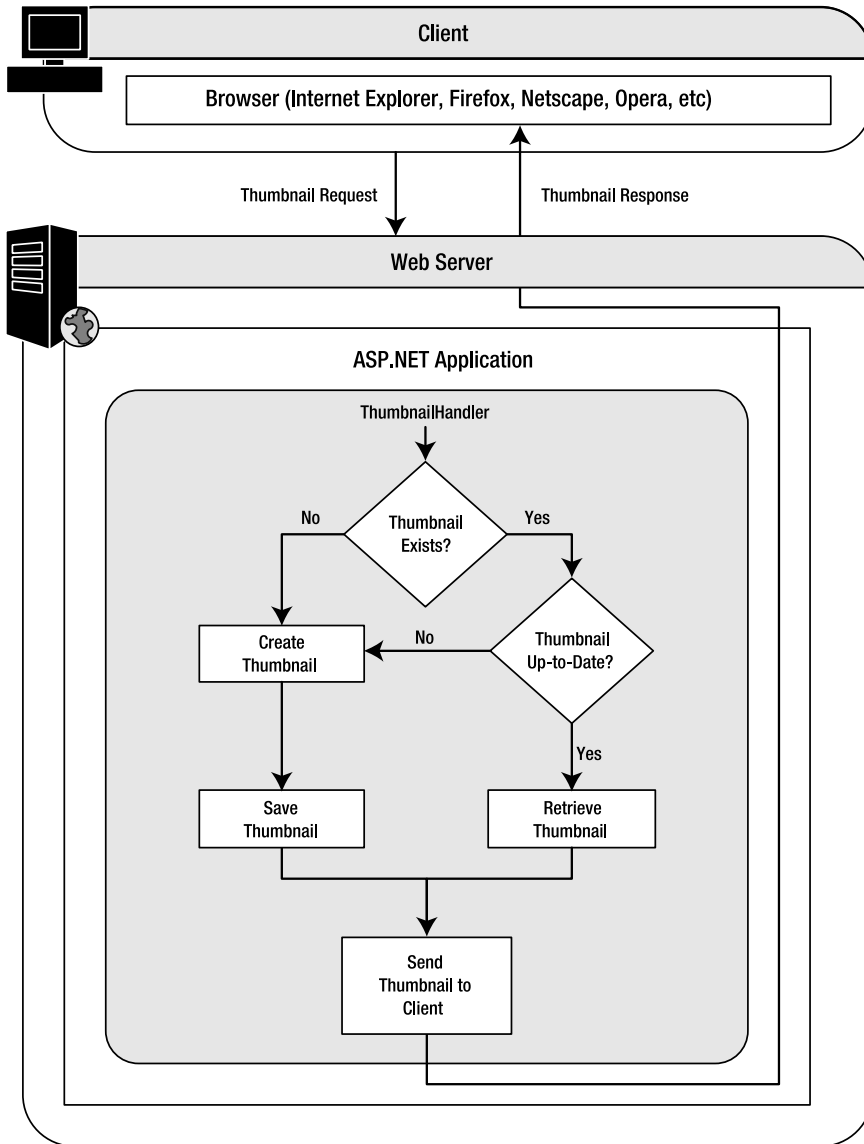 Client
Browser (Internet Explorer, Firefox, Netscape, Opera, etc)
Thumbnail Request
Thumbnail Response
Web Server
ASP.NET Application
ThumbnailHandler
No
Thumbnail
Exists?
Yes
Create
Thumbnail
No
Thumbnail
Up-to-Date?
Yes
Save
Thumbnail
Retrieve
Thumbnail
Send
Thumbnail to
Client